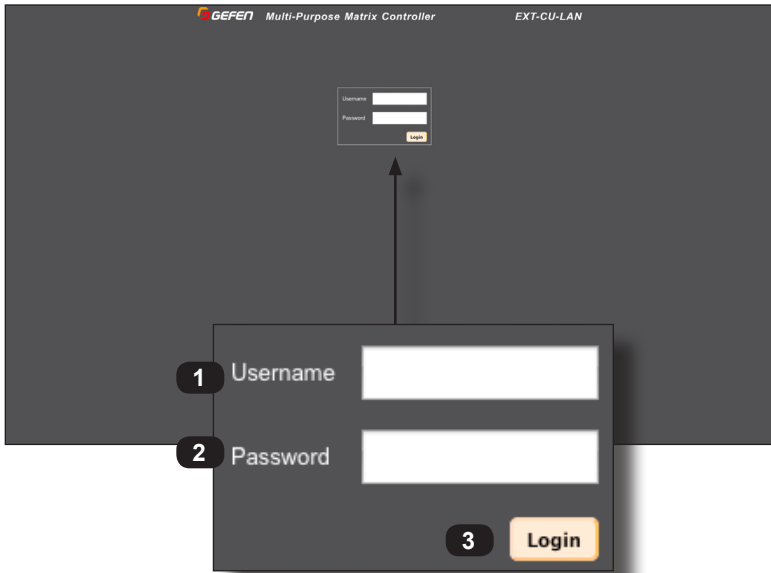 GEFEN Multi-Purpose Matrix Controller EXT-CU-LAN
Username
Password
Login
1 Username
2 Password
3 Login